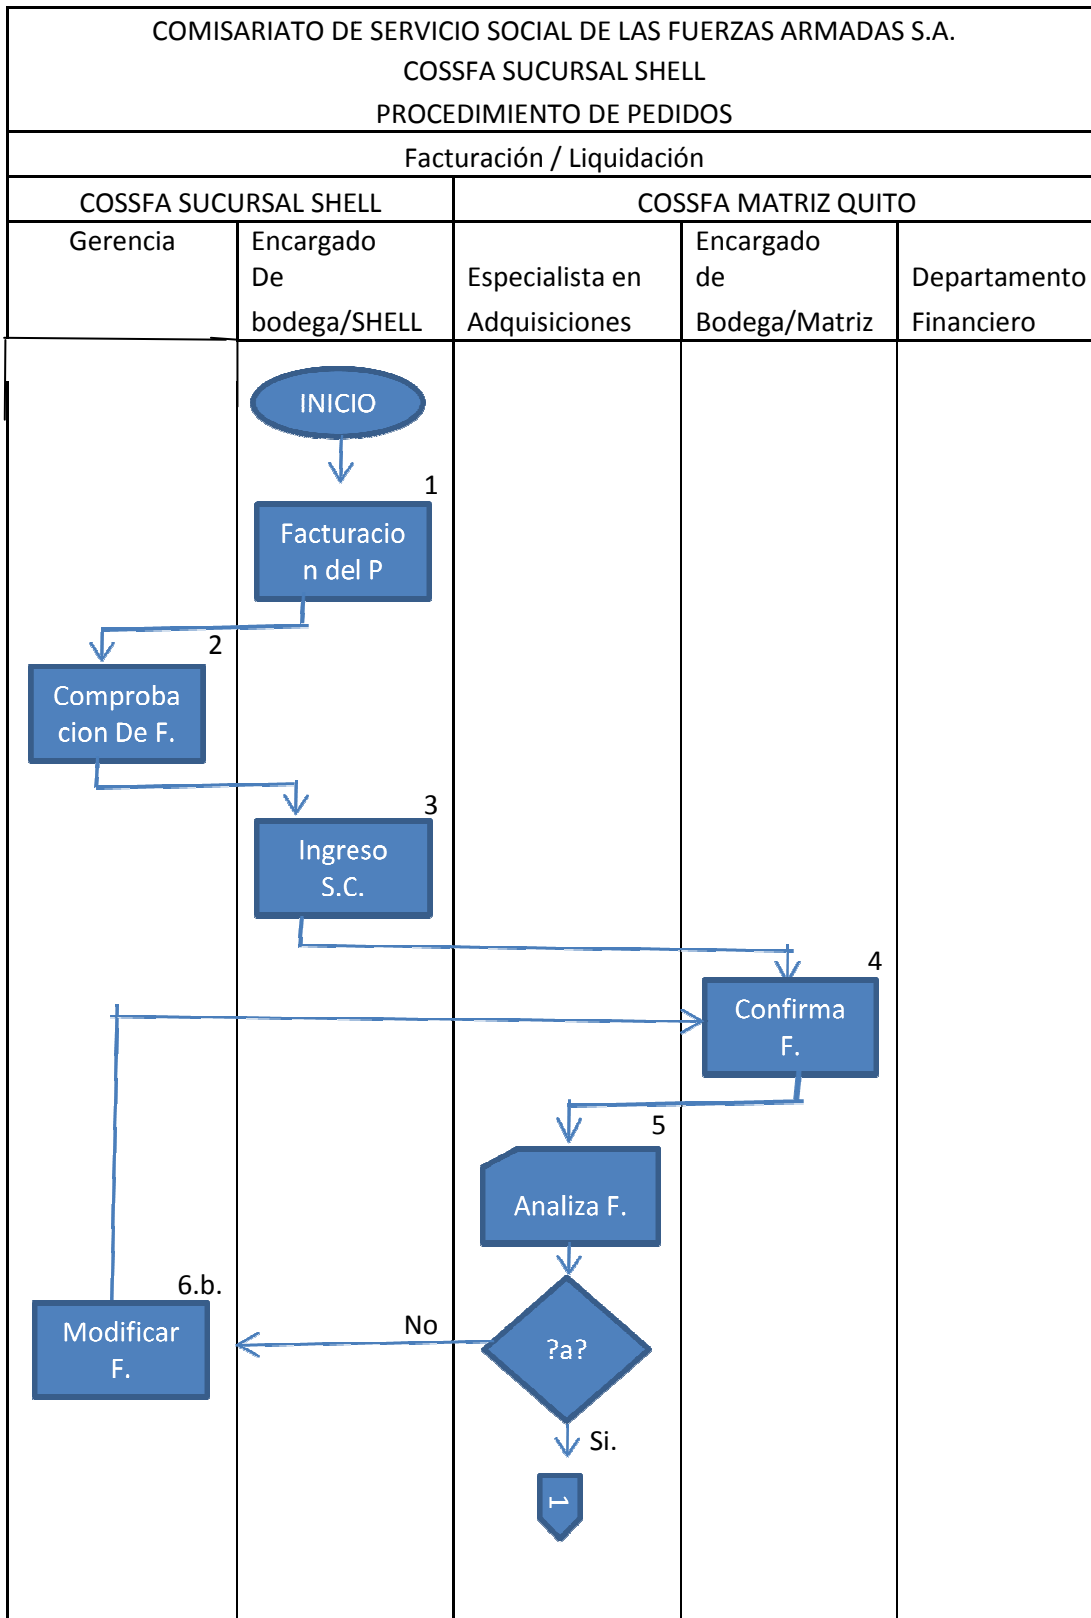 COMISARIATO DE SERVICIO SOCIAL DE LAS FUERZAS ARMADAS S.A.
COSSFA SUCURSAL SHELL
PROCEDIMIENTO DE PEDIDOS
Facturación / Liquidación
COSSFA SUCURSAL SHELL
COSSFA MATRIZ QUITO
Gerencia
Encargado
De
bodega/SHELL
Especialista en
Adquisiciones
Encargado
de
Bodega/Matriz
Departamento
Financiero
INICIO
1
Facturacio
n del P
2
Comproba
cion De F.
3
Ingreso
S.C.
4
Confirma
F.
5
Analiza F.
6.b.
Modificar
F.
No
?a?
Si.
1